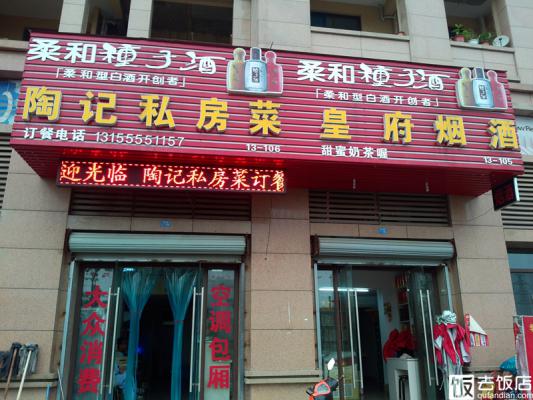 柔和種子酒
「柔和型白酒开创者」
柔和種子酒
「柔和型白酒开创者」
陶记私房菜
皇府烟酒
订餐电话 13155551157
13-106
甜蜜奶茶喔
13-105
迎光临 陶记私房菜订餐
大众消费
空调包厢
饭去饭店
qufandian.com